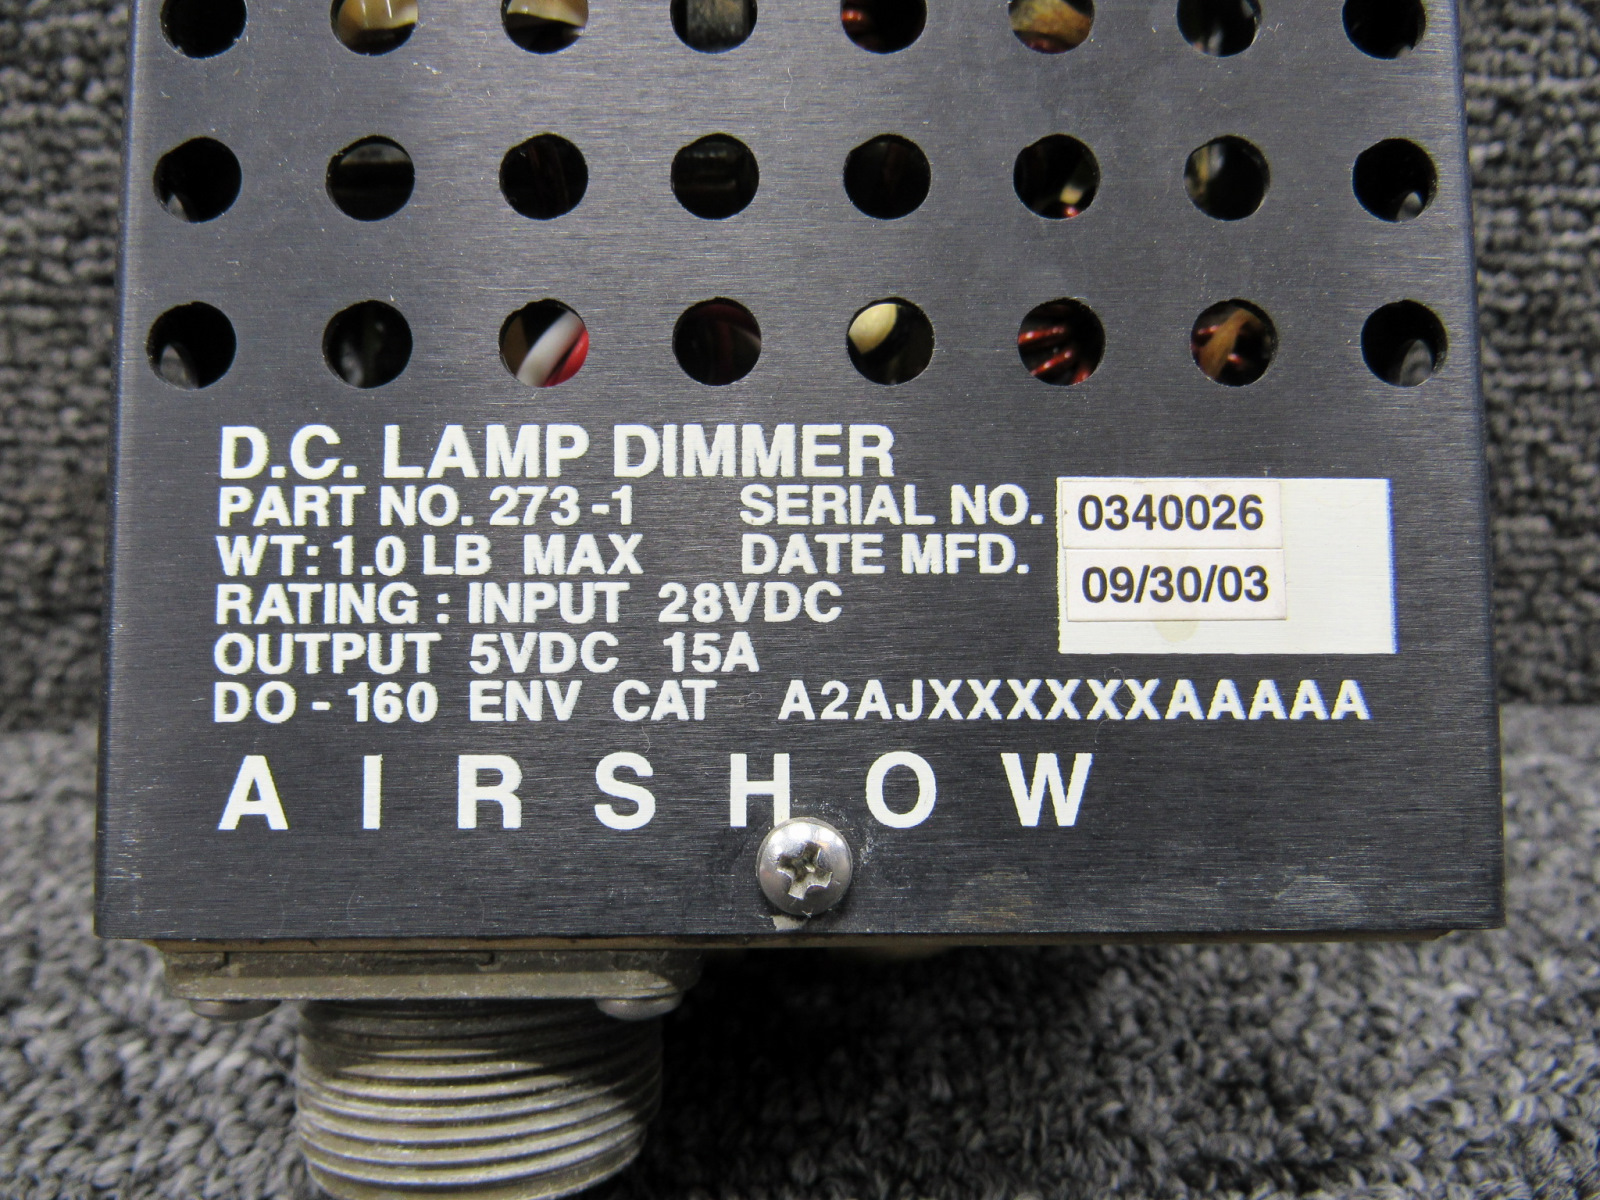 D.C. LAMP DIMMER
PART NO. 273-1 SERIAL NO. 0340026
WT: 1.0 LB MAX DATE MFD. 09/30/03
RATING : INPUT 28VDC
OUTPUT 5VDC 15A
DO - 160 ENV CAT A2AJXXXXXXAAAAA
AIRSHOW